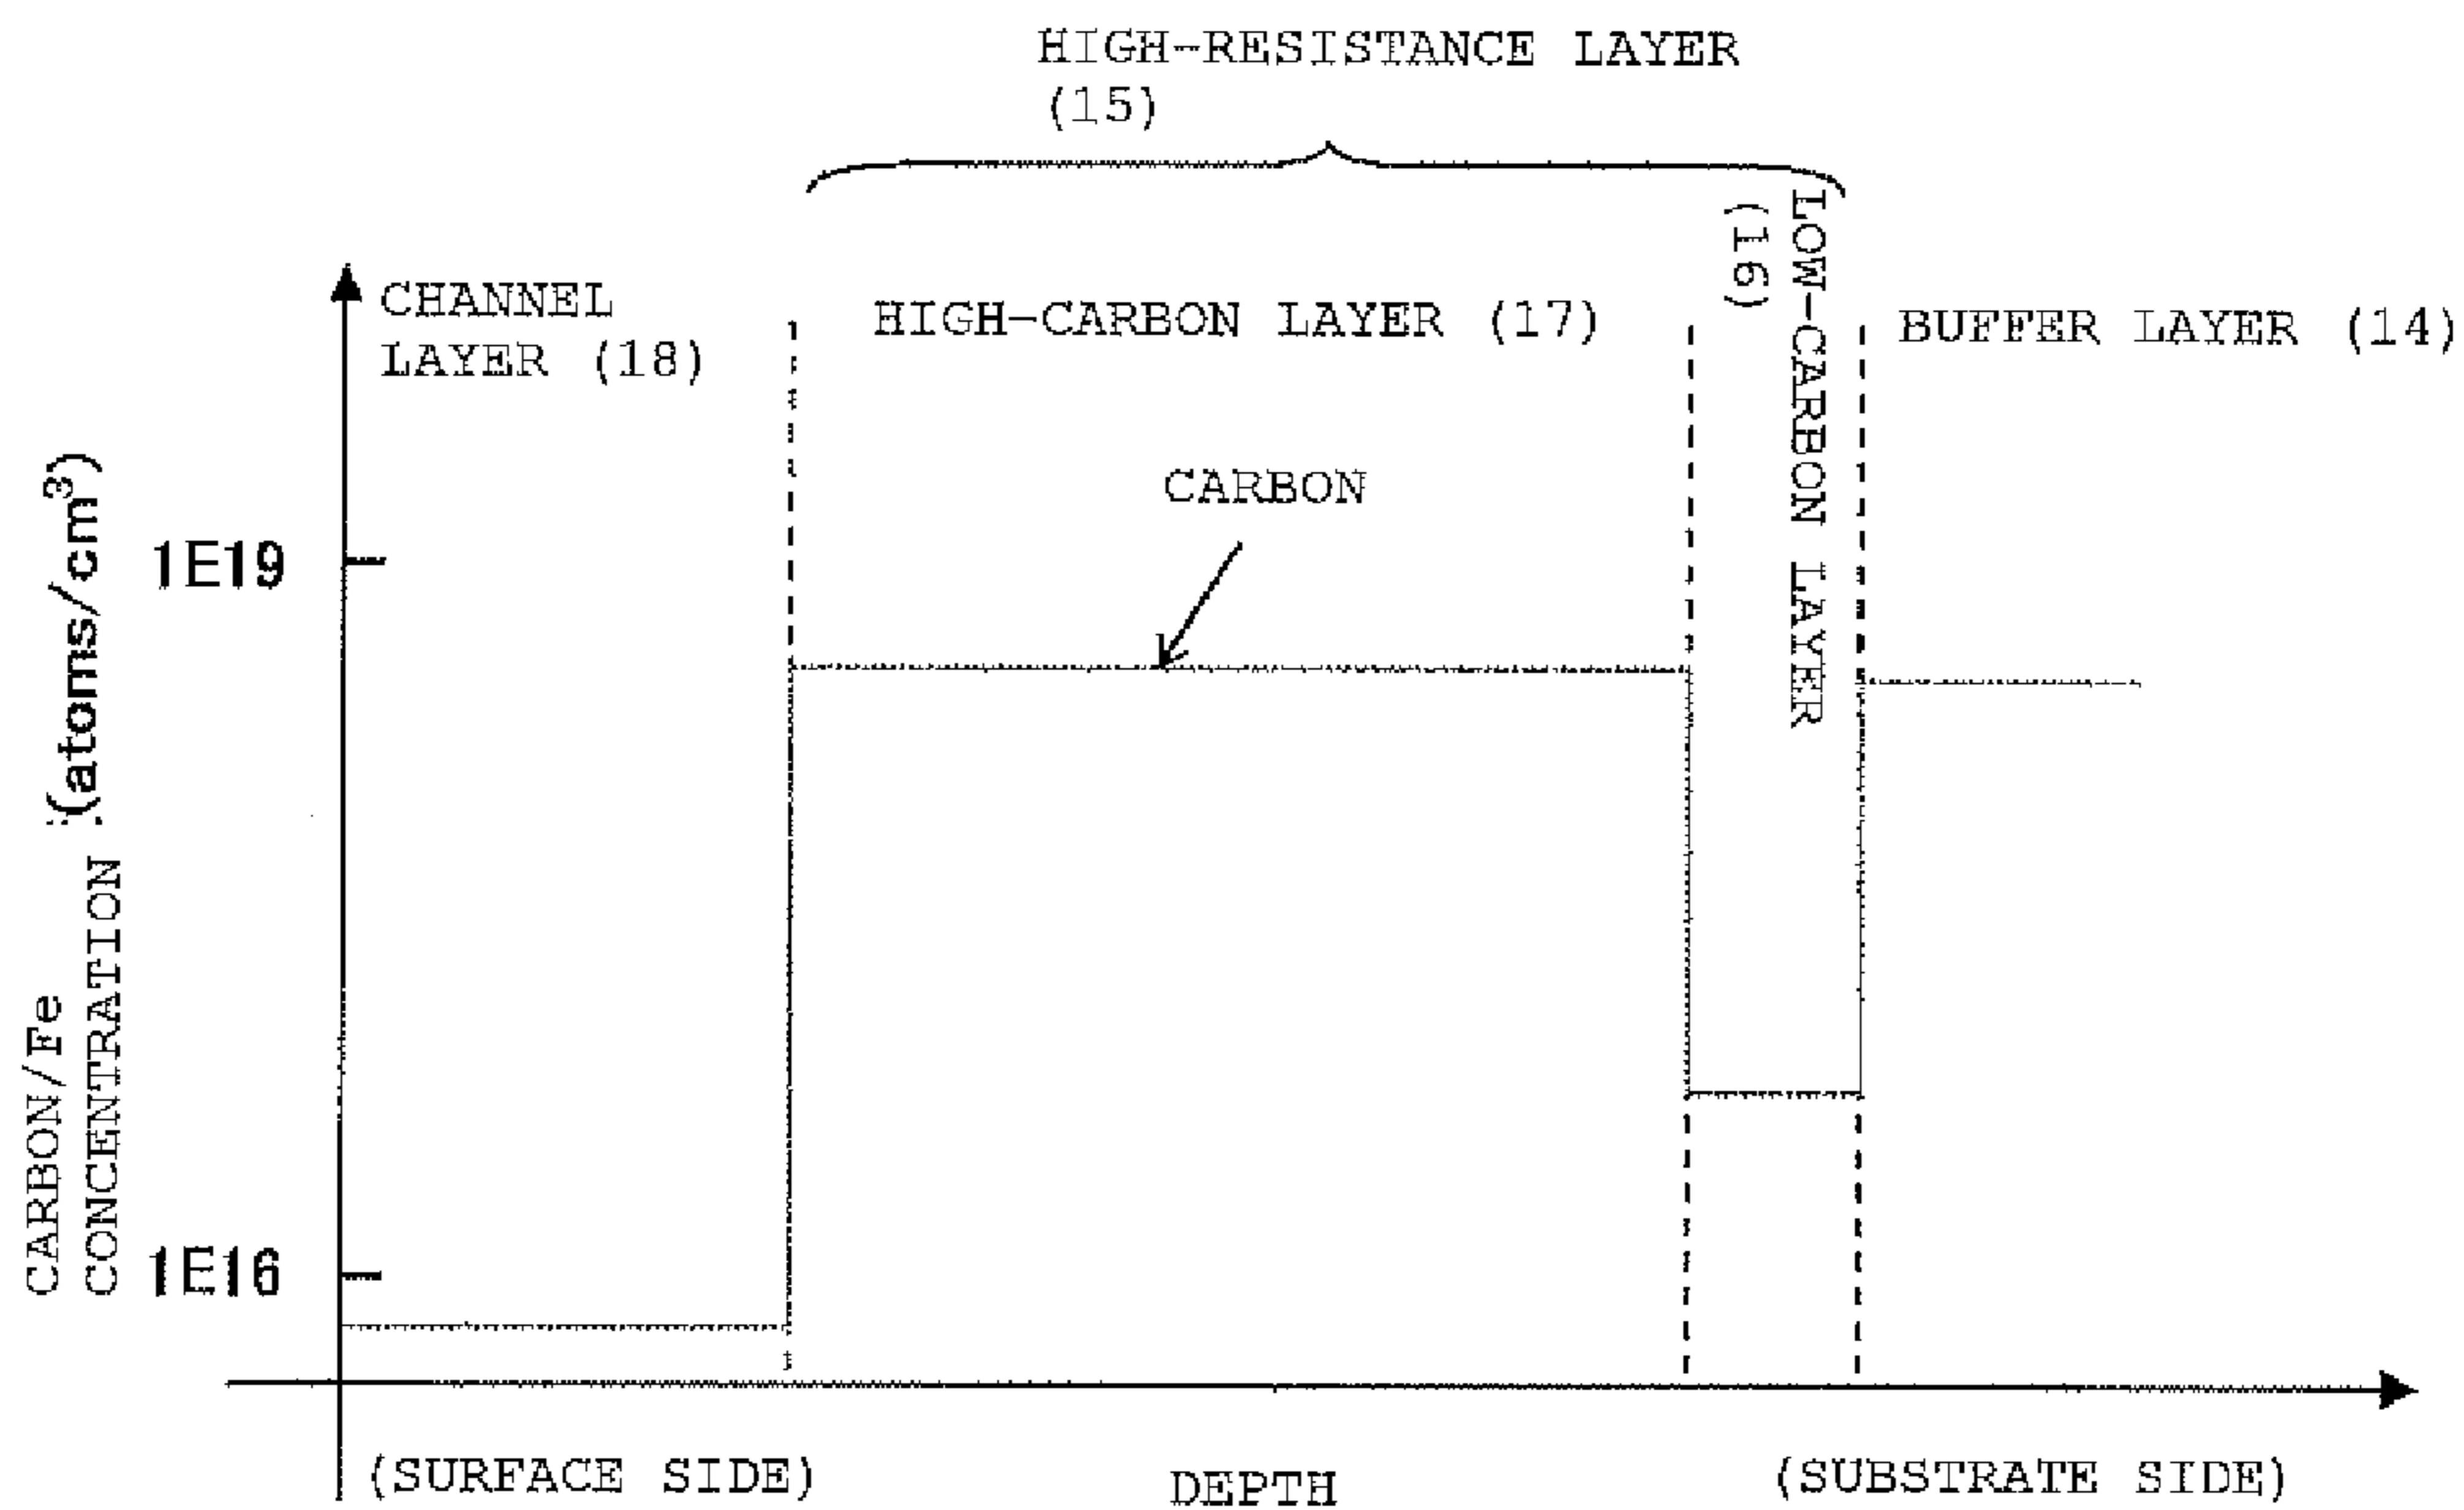 HIGH-RESISTANCE LAYER
(15)
CHANNEL
LAYER (18)
HIGH-CARBON LAYER (17)
LOW-CARBON LAYER
(16)
BUFFER LAYER (14)
CARBON
CARBON/Fe
CONCENTRATION (atoms/cm³)
1E19
1E16
(SURFACE SIDE)
DEPTH
(SUBSTRATE SIDE)